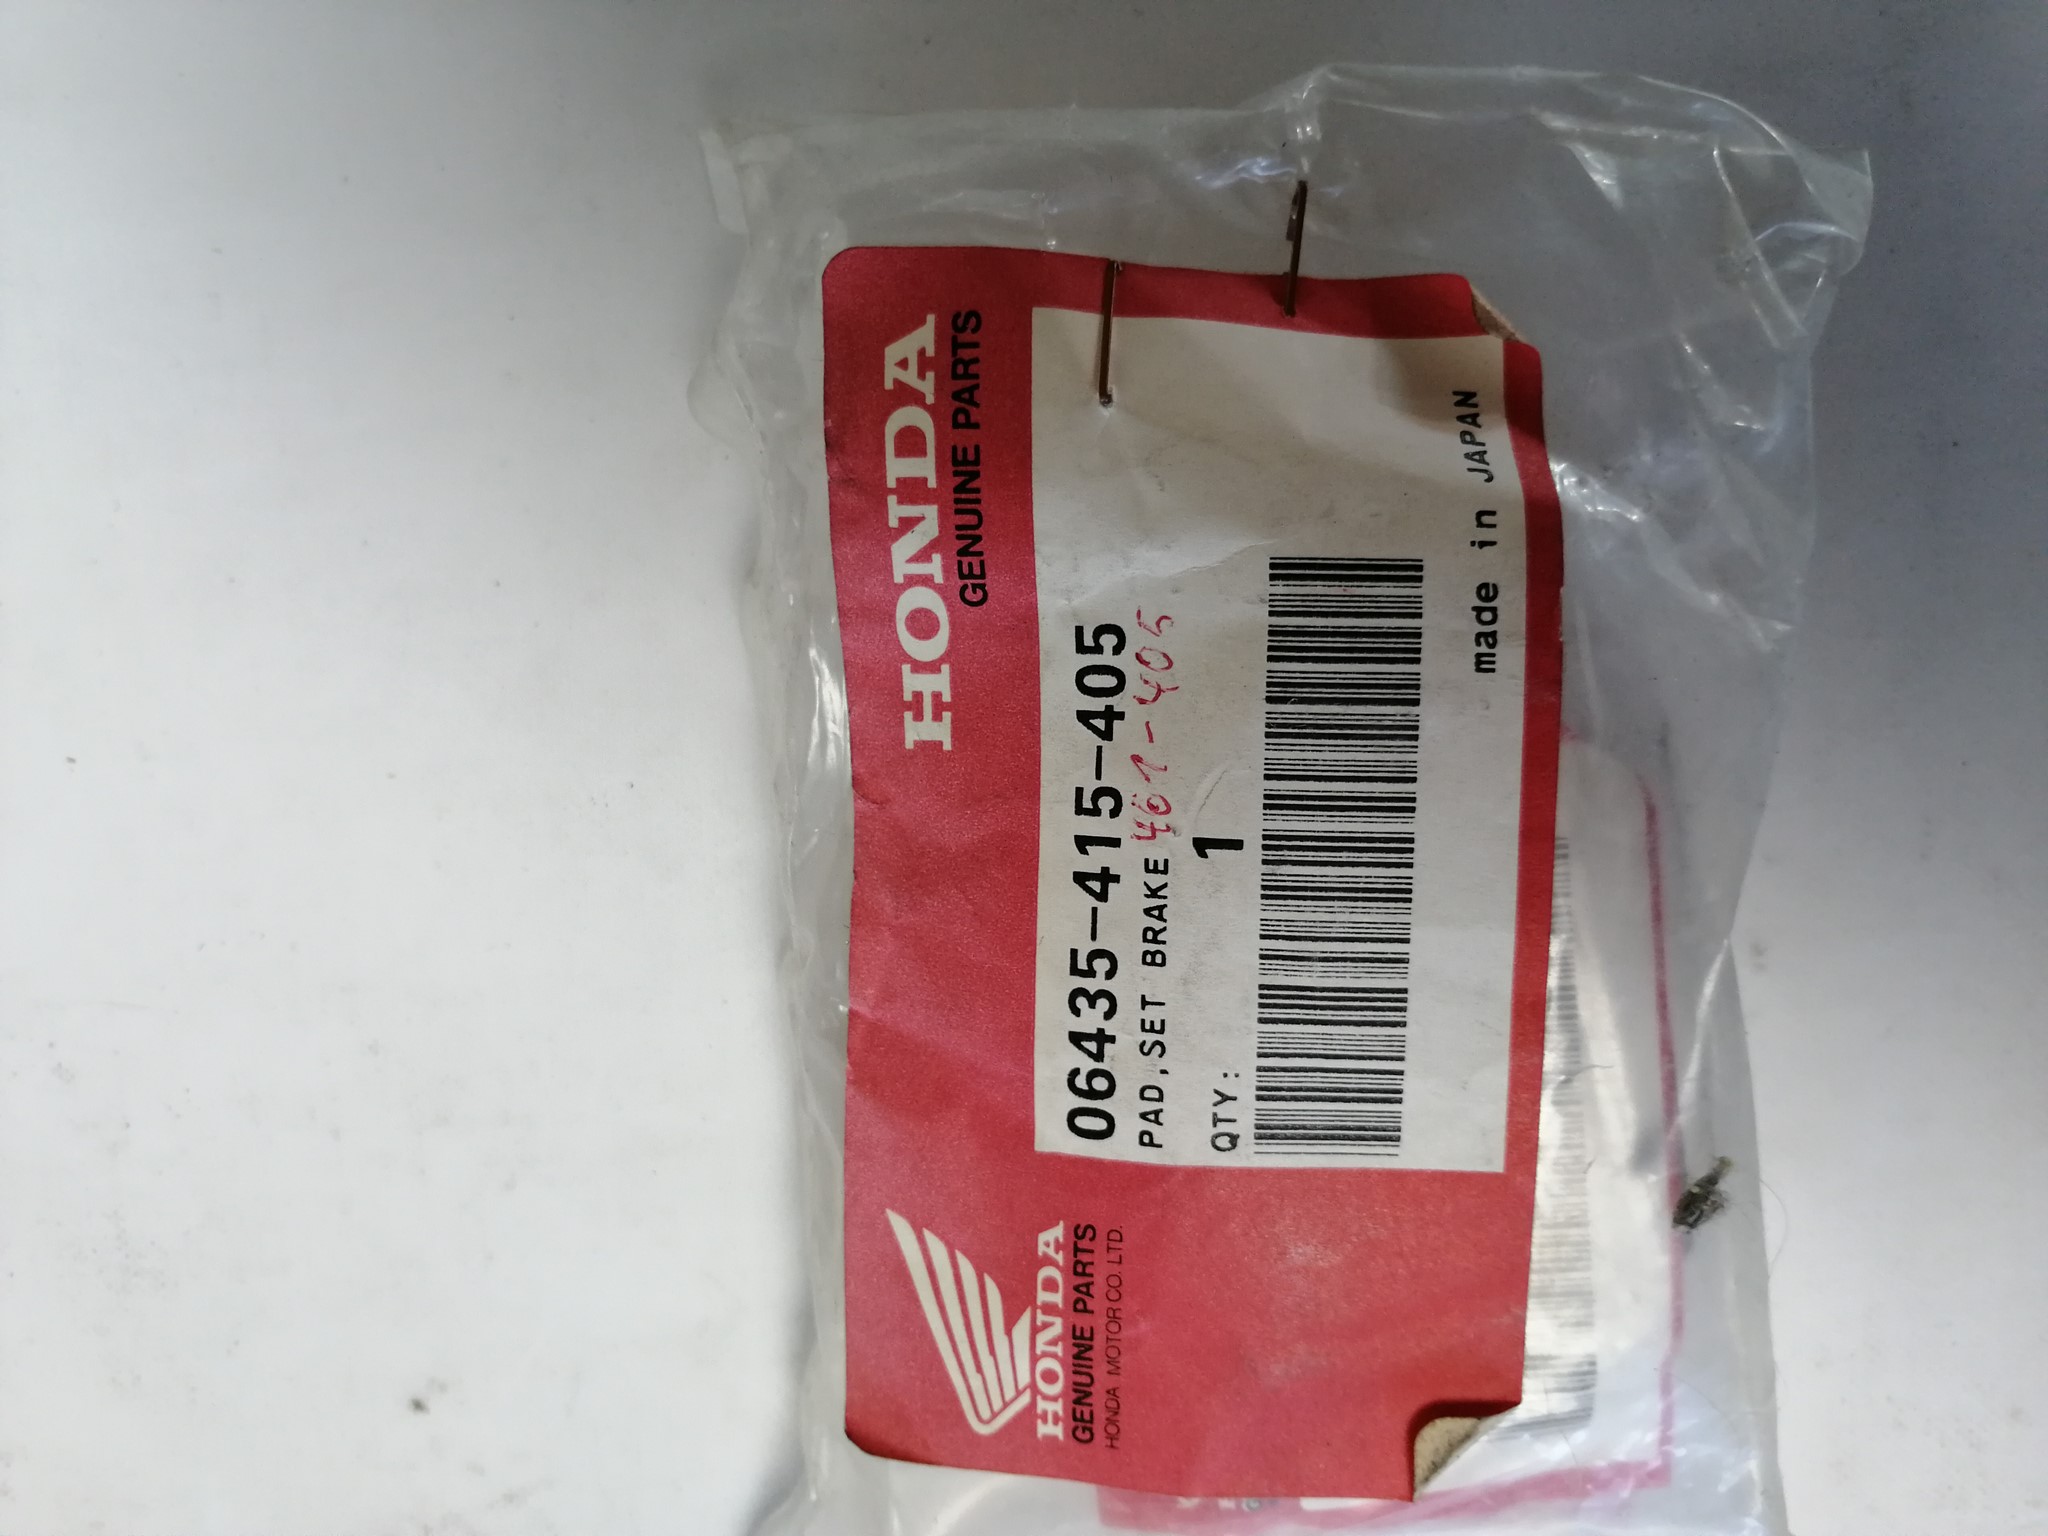 HONDA
GENUINE PARTS
HONDA
GENUINE PARTS
HONDA MOTOR CO. LTD.
06435-415-405
PAD,SET BRAKE 461-405
QTY: 1
made in JAPAN